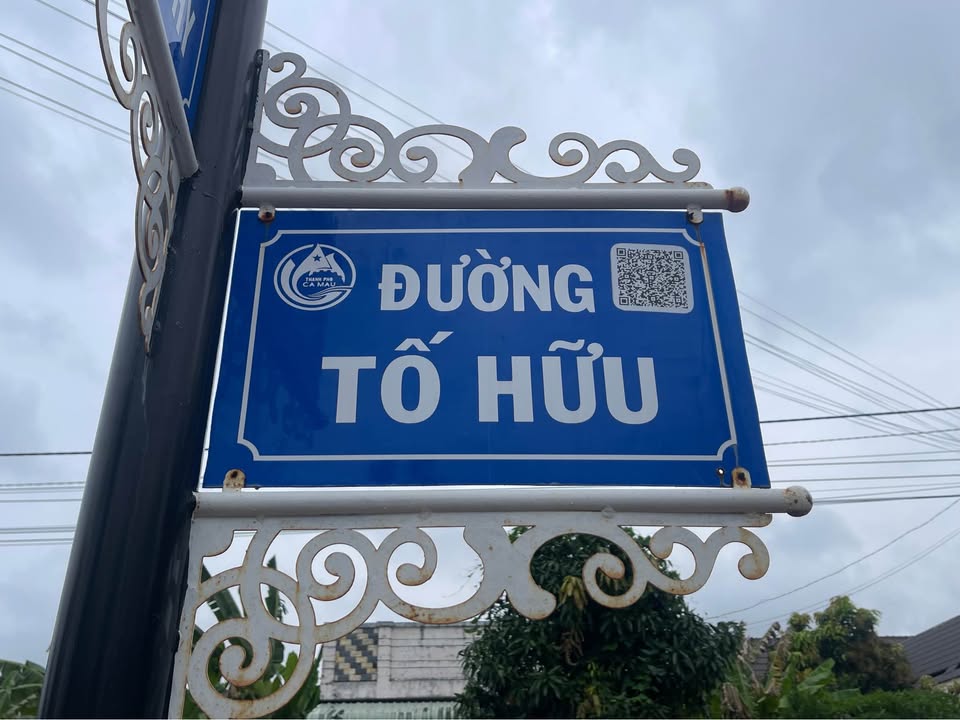 THÀNH PHỐ
CÀ MAU
ĐƯỜNG
TỐ HỮU